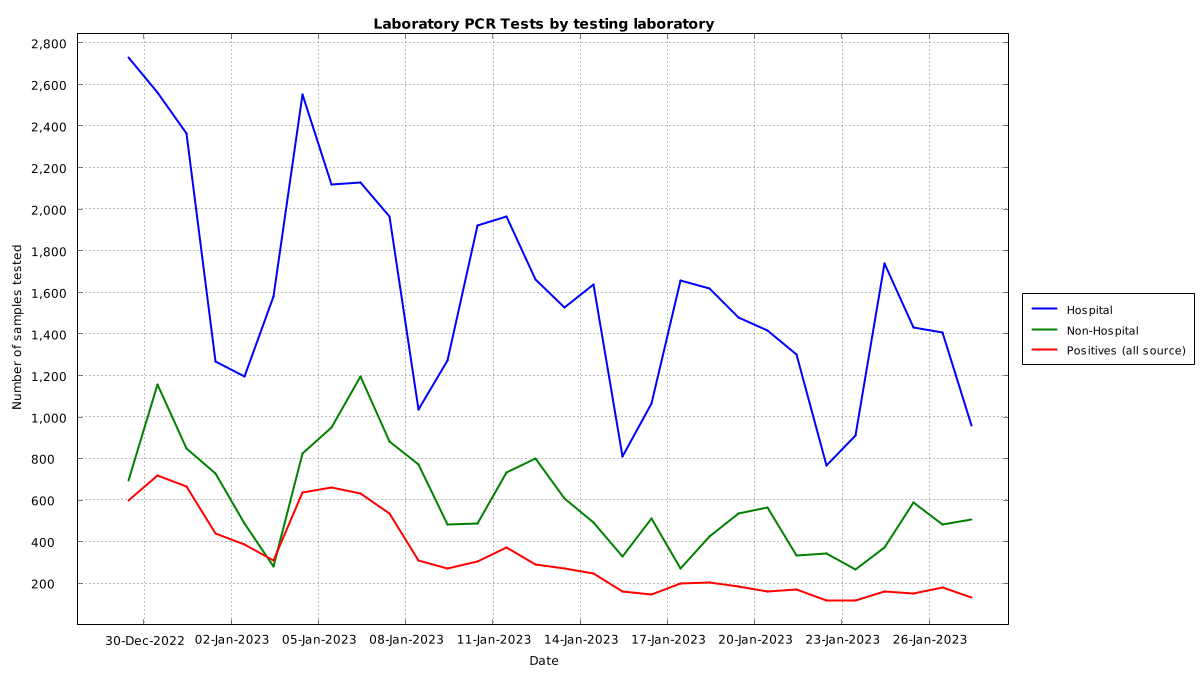 Laboratory PCR Tests by testing laboratory
2,800
2,600
2,400
2,200
2,000
1,800
1,600
1,400
1,200
1,000
800
600
400
200
Number of samples tested
30-Dec-2022 02-Jan-2023 05-Jan-2023 08-Jan-2023 11-Jan-2023 14-Jan-2023 17-Jan-2023 20-Jan-2023 23-Jan-2023 26-Jan-2023
Date
Hospital
Non-Hospital
Positives (all source)